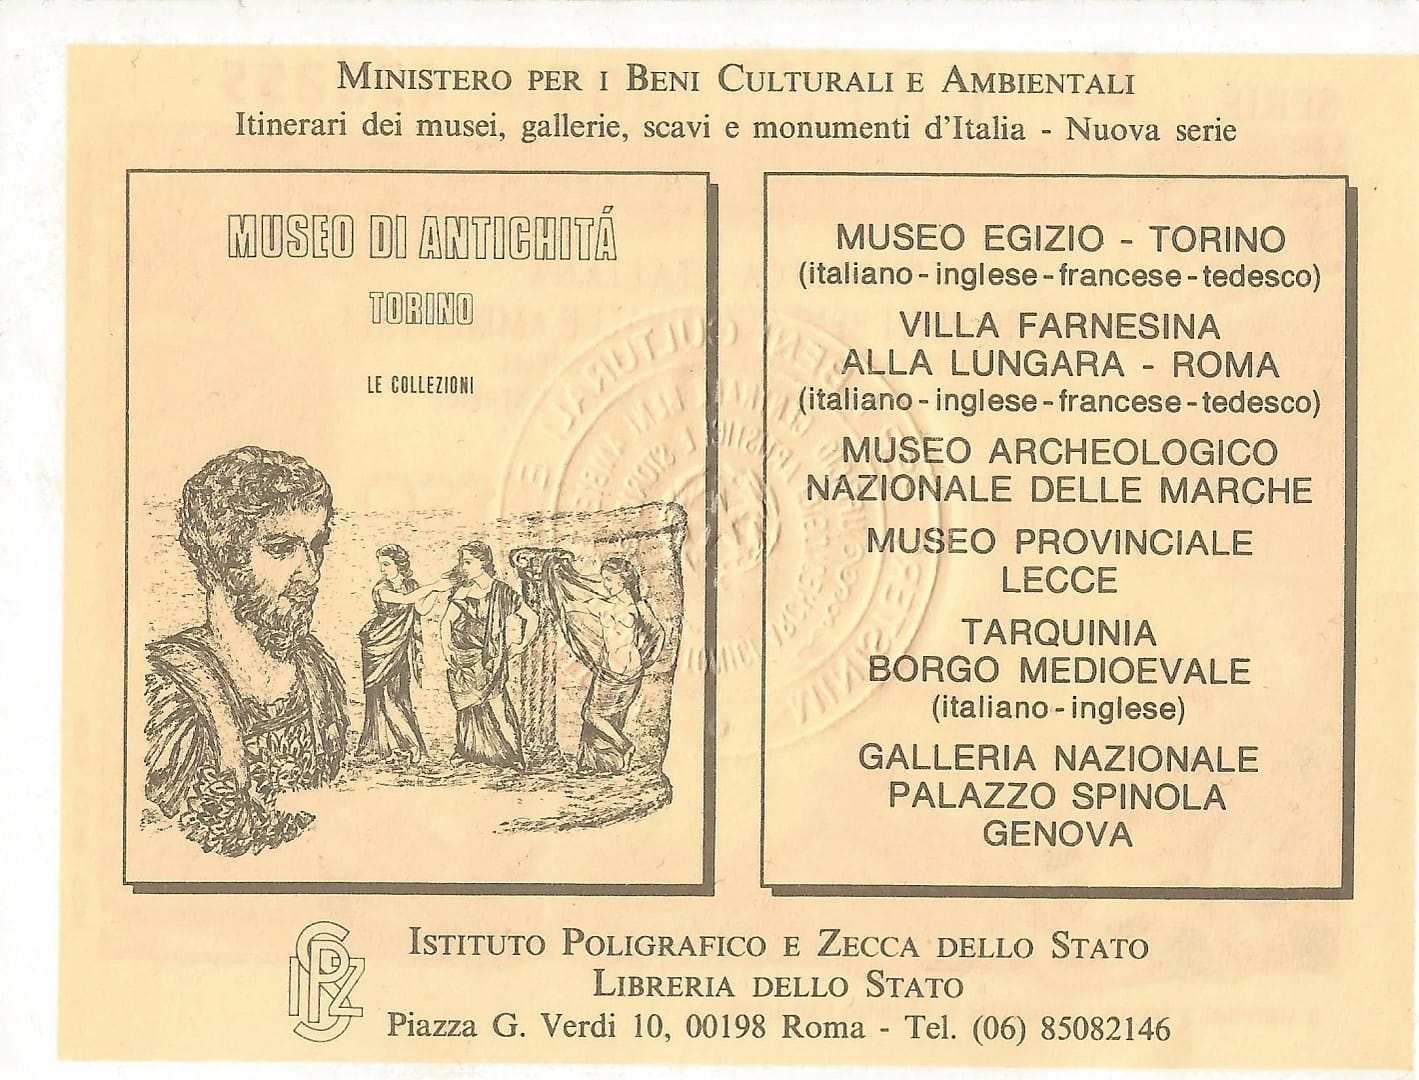 MINISTERO PER I BENI CULTURALI E AMBIENTALI
Itinerari dei musei, gallerie, scavi e monumenti d'Italia - Nuova serie
MUSEO DI ANTICHITÁ
TORINO
LE COLLEZIONI
MUSEO EGIZIO - TORINO
(italiano - inglese - francese - tedesco)
VILLA FARNESINA
ALLA LUNGARA - ROMA
(italiano - inglese - francese - tedesco)
MUSEO ARCHEOLOGICO
NAZIONALE DELLE MARCHE
MUSEO PROVINCIALE
LECCE
TARQUINIA
BORGO MEDIOEVALE
(italiano - inglese)
GALLERIA NAZIONALE
PALAZZO SPINOLA
GENOVA
ISTITUTO POLIGRAFICO E ZECCA DELLO STATO
LIBRERIA DELLO STATO
Piazza G. Verdi 10, 00198 Roma - Tel. (06) 85082146